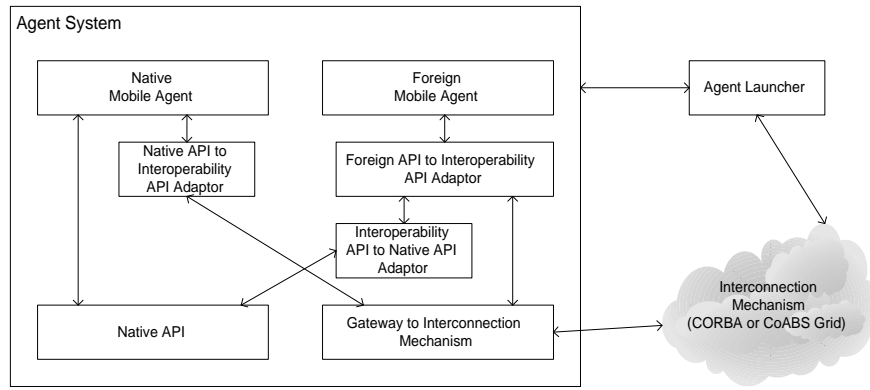 Agent System
Native
Mobile Agent
Foreign
Mobile Agent
Agent Launcher
Native API to
Interoperability
API Adaptor
Foreign API to Interoperability
API Adaptor
Interoperability
API to Native API
Adaptor
Native API
Gateway to Interconnection
Mechanism
Interconnection
Mechanism
(CORBA or CoABS Grid)